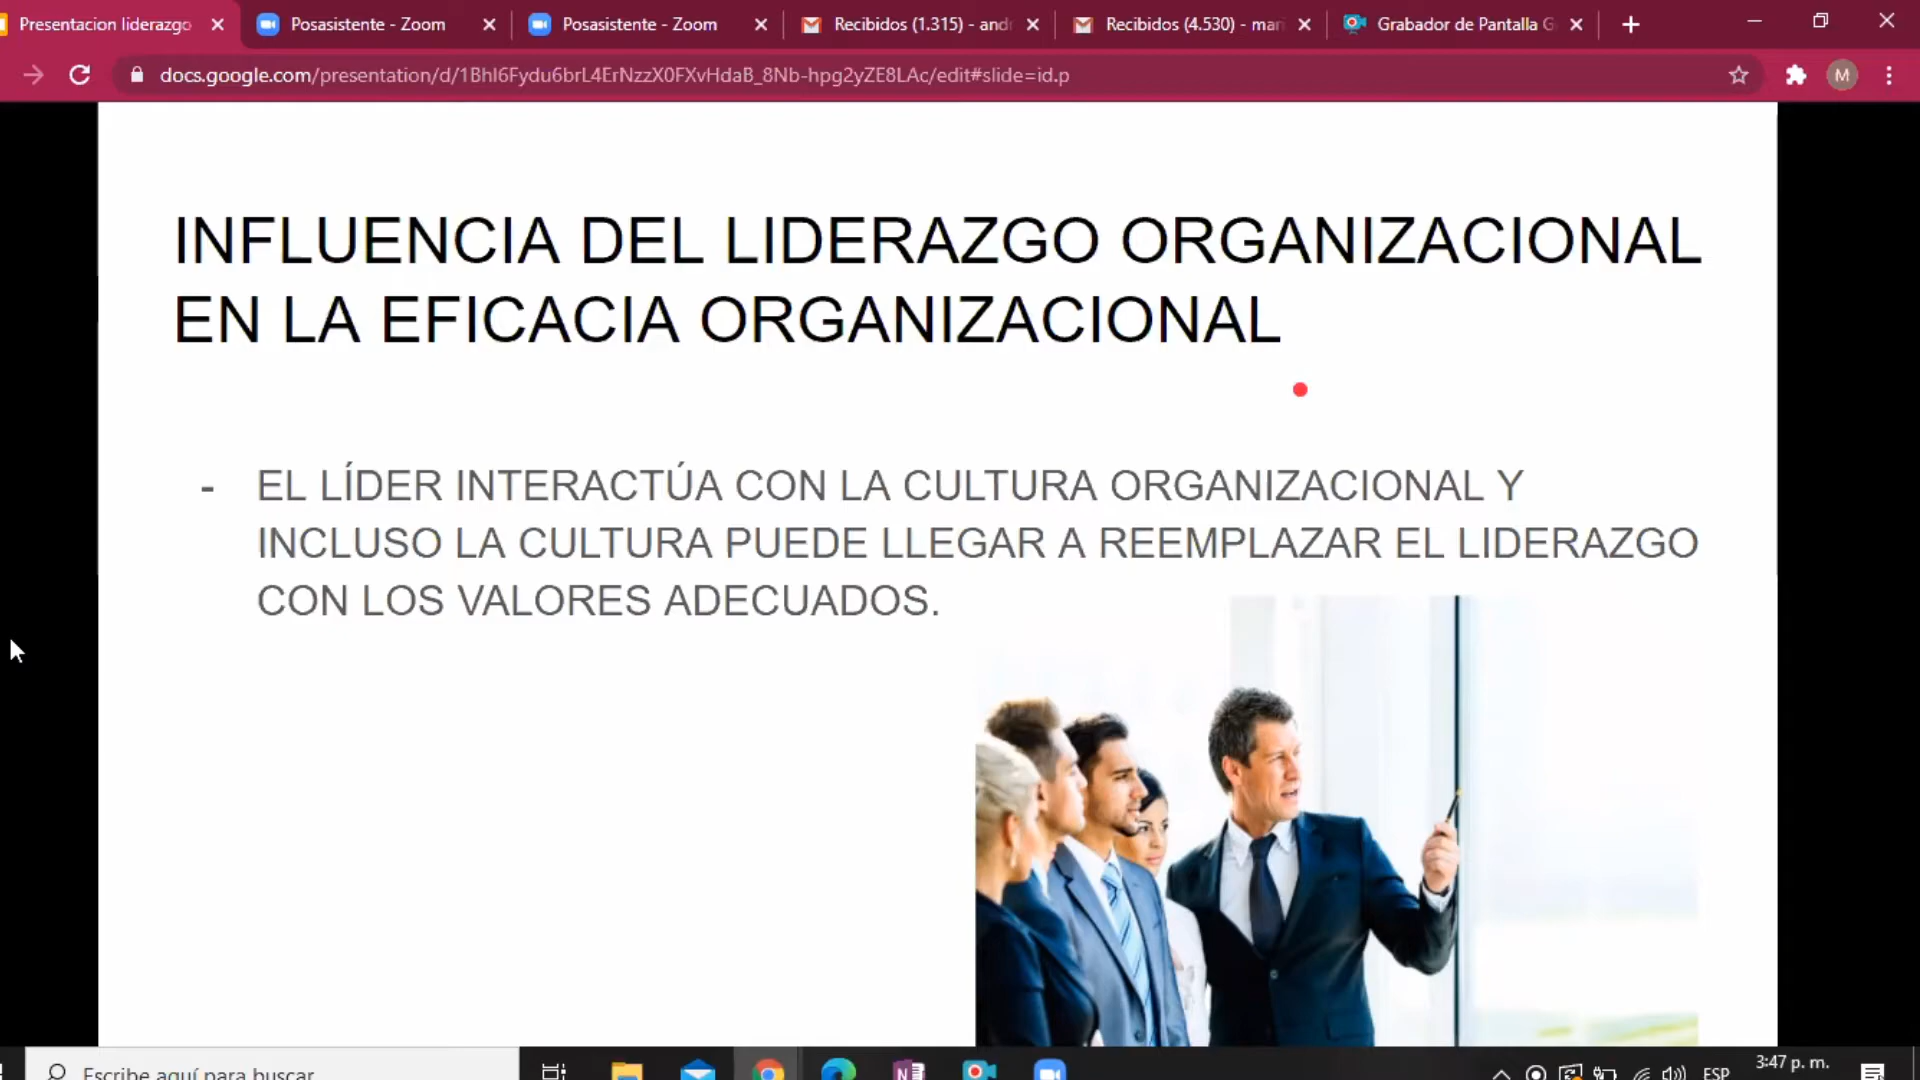 Presentacion liderazgo
Posasistente - Zoom
Posasistente - Zoom
Recibidos (1.315) - and
Recibidos (4.530) - mari
Grabador de Pantalla G
docs.google.com/presentation/d/1BhI6Fydu6brL4ErNzzX0FXvHdaB_8Nb-hpg2yZE8LAc/edit#slide=id.p
M
INFLUENCIA DEL LIDERAZGO ORGANIZACIONAL
EN LA EFICACIA ORGANIZACIONAL
- EL LÍDER INTERACTÚA CON LA CULTURA ORGANIZACIONAL Y
INCLUSO LA CULTURA PUEDE LLEGAR A REEMPLAZAR EL LIDERAZGO
CON LOS VALORES ADECUADOS.
Escribe aquí para buscar
N
ESP
3:47 p. m.